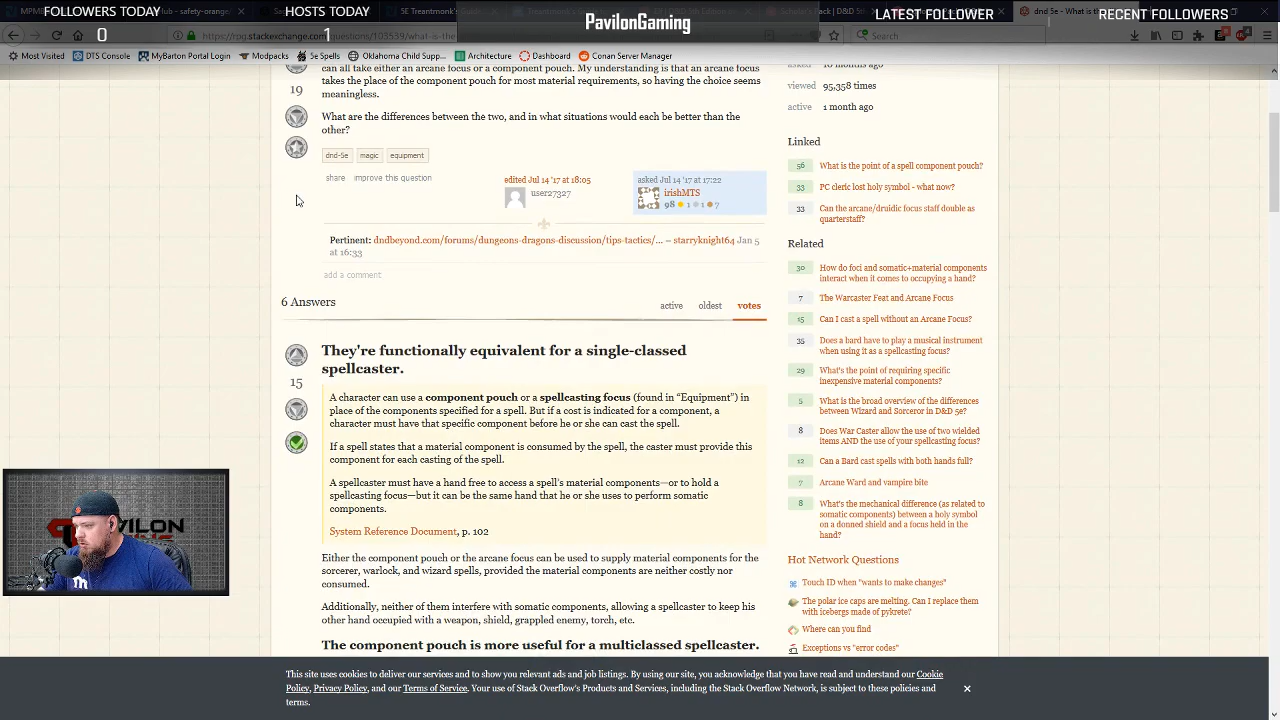 FOLLOWERS TODAY
0
HOSTS TODAY
1
PavilonGaming
LATEST FOLLOWER
RECENT FOLLOWERS
5E Treantmonk's Gui
dnd - What is t
https://rpg.stackexchange.com/questions/103539/what-is-the
Search
Most Visited
DTS Console
MyBarton Portal Login
Shopping
5e Spells
Oklahoma Child Supp...
Architecture
Dashboard
Conan Server Manager
can all take either an arcane focus or a component pouch. My understanding is that an arcane focus
takes the place of the component pouch for most material requirements, so having the choice seems
meaningless.
19
What are the differences between the two, and in what situations would each be better than the
other?
dnd-5e
magic
equipment
share
improve this question
edited Jul 14 '17 at 18:05
user27327
asked Jul 14 '17 at 17:22
irishMTS
98 1 1 7
Pertinent: dndbeyond.com/forums/dungeons-dragons-discussion/tips-tactics/... – starryknight64 Jan 5
at 16:33
add a comment
6 Answers
active
oldest
votes
They're functionally equivalent for a single-classed
spellcaster.
15
A character can use a component pouch or a spellcasting focus (found in “Equipment”) in
place of the components specified for a spell. But if a cost is indicated for a component, a
character must have that specific component before he or she can cast the spell.
If a spell states that a material component is consumed by the spell, the caster must provide this
component for each casting of the spell.
A spellcaster must have a hand free to access a spell's material components—or to hold a
spellcasting focus—but it can be the same hand that he or she uses to perform somatic
components.
System Reference Document, p. 102
Either the component pouch or the arcane focus can be used to supply material components for the
sorcerer, warlock, and wizard spells, provided the material components are neither costly nor
consumed.
Additionally, neither of them interfere with somatic components, allowing a spellcaster to keep his
other hand occupied with a weapon, shield, grappled enemy, torch, etc.
The component pouch is more useful for a multiclassed spellcaster.
asked 10 months ago
viewed 95,358 times
active 1 month ago
Linked
56 What is the point of a spell component pouch?
33 PC cleric lost holy symbol - what now?
33 Can the arcane/druidic focus staff double as
quarterstaff?
Related
30 How do foci and somatic+material components
interact when it comes to occupying a hand?
7 The Warcaster Feat and Arcane Focus
15 Can I cast a spell without an Arcane Focus?
35 Does a bard have to play a musical instrument
when using it as a spellcasting focus?
29 What's the point of requiring specific
inexpensive material components?
5 What is the broad overview of the differences
between Wizard and Sorceror in D&D 5e?
8 Does War Caster allow the use of two wielded
items AND the use of your spellcasting focus?
12 Can a Bard cast spells with both hands full?
7 Arcane Ward and vampire bite
8 What's the mechanical difference (as related to
somatic components) between a holy symbol
on a donned shield and a focus held in the
hand?
Hot Network Questions
Touch ID when "wants to make changes"
The polar ice caps are melting. Can I replace them
with icebergs made of pykrete?
Where can you find
Exceptions vs "error codes"
This site uses cookies to deliver our services and to show you relevant ads and job listings. By using our site, you acknowledge that you have read and understand our Cookie
Policy, Privacy Policy, and our Terms of Service. Your use of Stack Overflow's Products and Services, including the Stack Overflow Network, is subject to these policies and
terms.